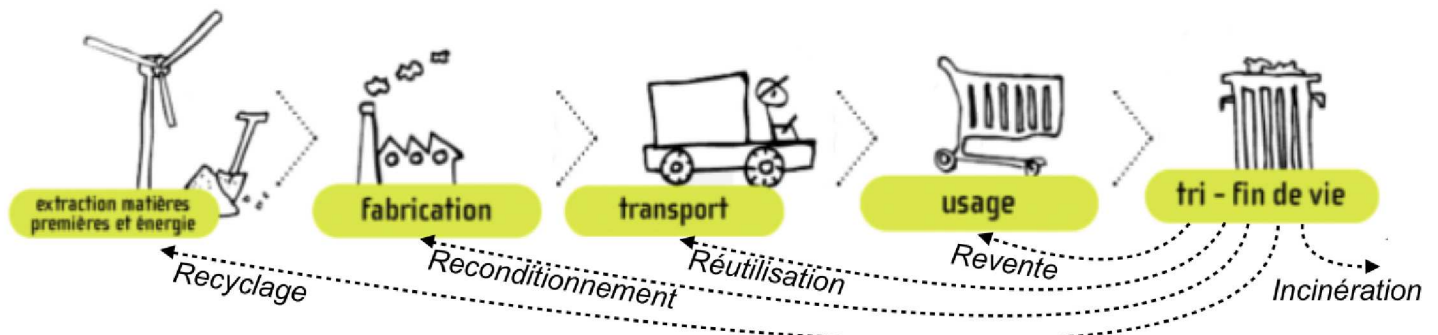 extraction matières
premières et énergie
fabrication
transport
usage
tri - fin de vie
Recyclage
Reconditionnement
Réutilisation
Revente
Incinération